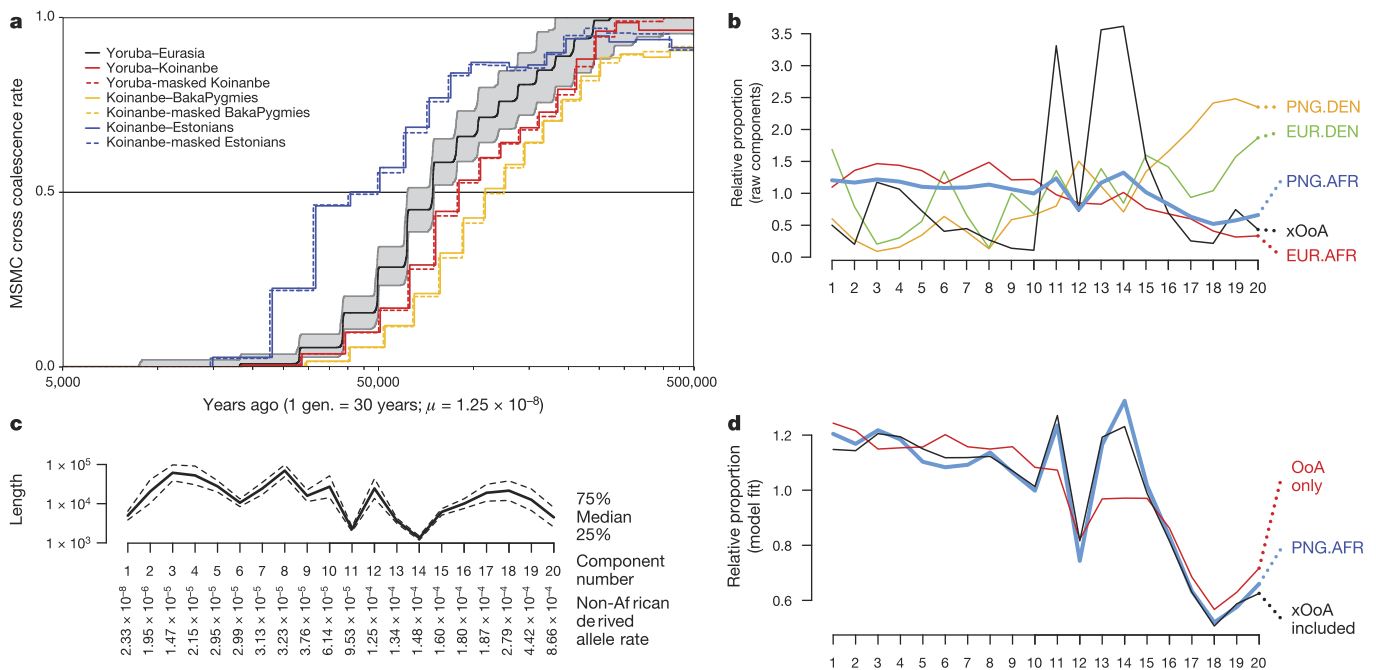 a
MSMC cross coalescence rate
1.0
0.5
0.0
Yoruba–Eurasia
Yoruba–Koinanbe
Yoruba-masked Koinanbe
Koinanbe–BakaPygmies
Koinanbe-masked BakaPygmies
Koinanbe–Estonians
Koinanbe-masked Estonians
5,000 50,000 500,000
Years ago (1 gen. = 30 years; μ = 1.25 × 10⁻⁸)
b
Relative proportion
(raw components)
3.5
3.0
2.5
2.0
1.5
1.0
0.5
0.0
PNG.DEN
EUR.DEN
PNG.AFR
xOoA
EUR.AFR
1 2 3 4 5 6 7 8 9 10 11 12 13 14 15 16 17 18 19 20
c
Length
1 × 10⁵
1 × 10⁴
1 × 10³
75%
Median
25%
1 2 3 4 5 6 7 8 9 10 11 12 13 14 15 16 17 18 19 20
Component
number
2.33 × 10⁻⁸
1.95 × 10⁻⁶
1.47 × 10⁻⁵
2.15 × 10⁻⁵
2.95 × 10⁻⁵
2.99 × 10⁻⁵
3.13 × 10⁻⁵
3.23 × 10⁻⁵
3.76 × 10⁻⁵
6.14 × 10⁻⁵
9.53 × 10⁻⁵
1.25 × 10⁻⁴
1.34 × 10⁻⁴
1.48 × 10⁻⁴
1.60 × 10⁻⁴
1.80 × 10⁻⁴
1.87 × 10⁻⁴
2.79 × 10⁻⁴
4.42 × 10⁻⁴
8.66 × 10⁻⁴
Non-African
derived
allele rate
d
Relative proportion
(model fit)
1.2
1.0
0.8
0.6
OoA
only
PNG.AFR
xOoA
included
1 2 3 4 5 6 7 8 9 10 11 12 13 14 15 16 17 18 19 20